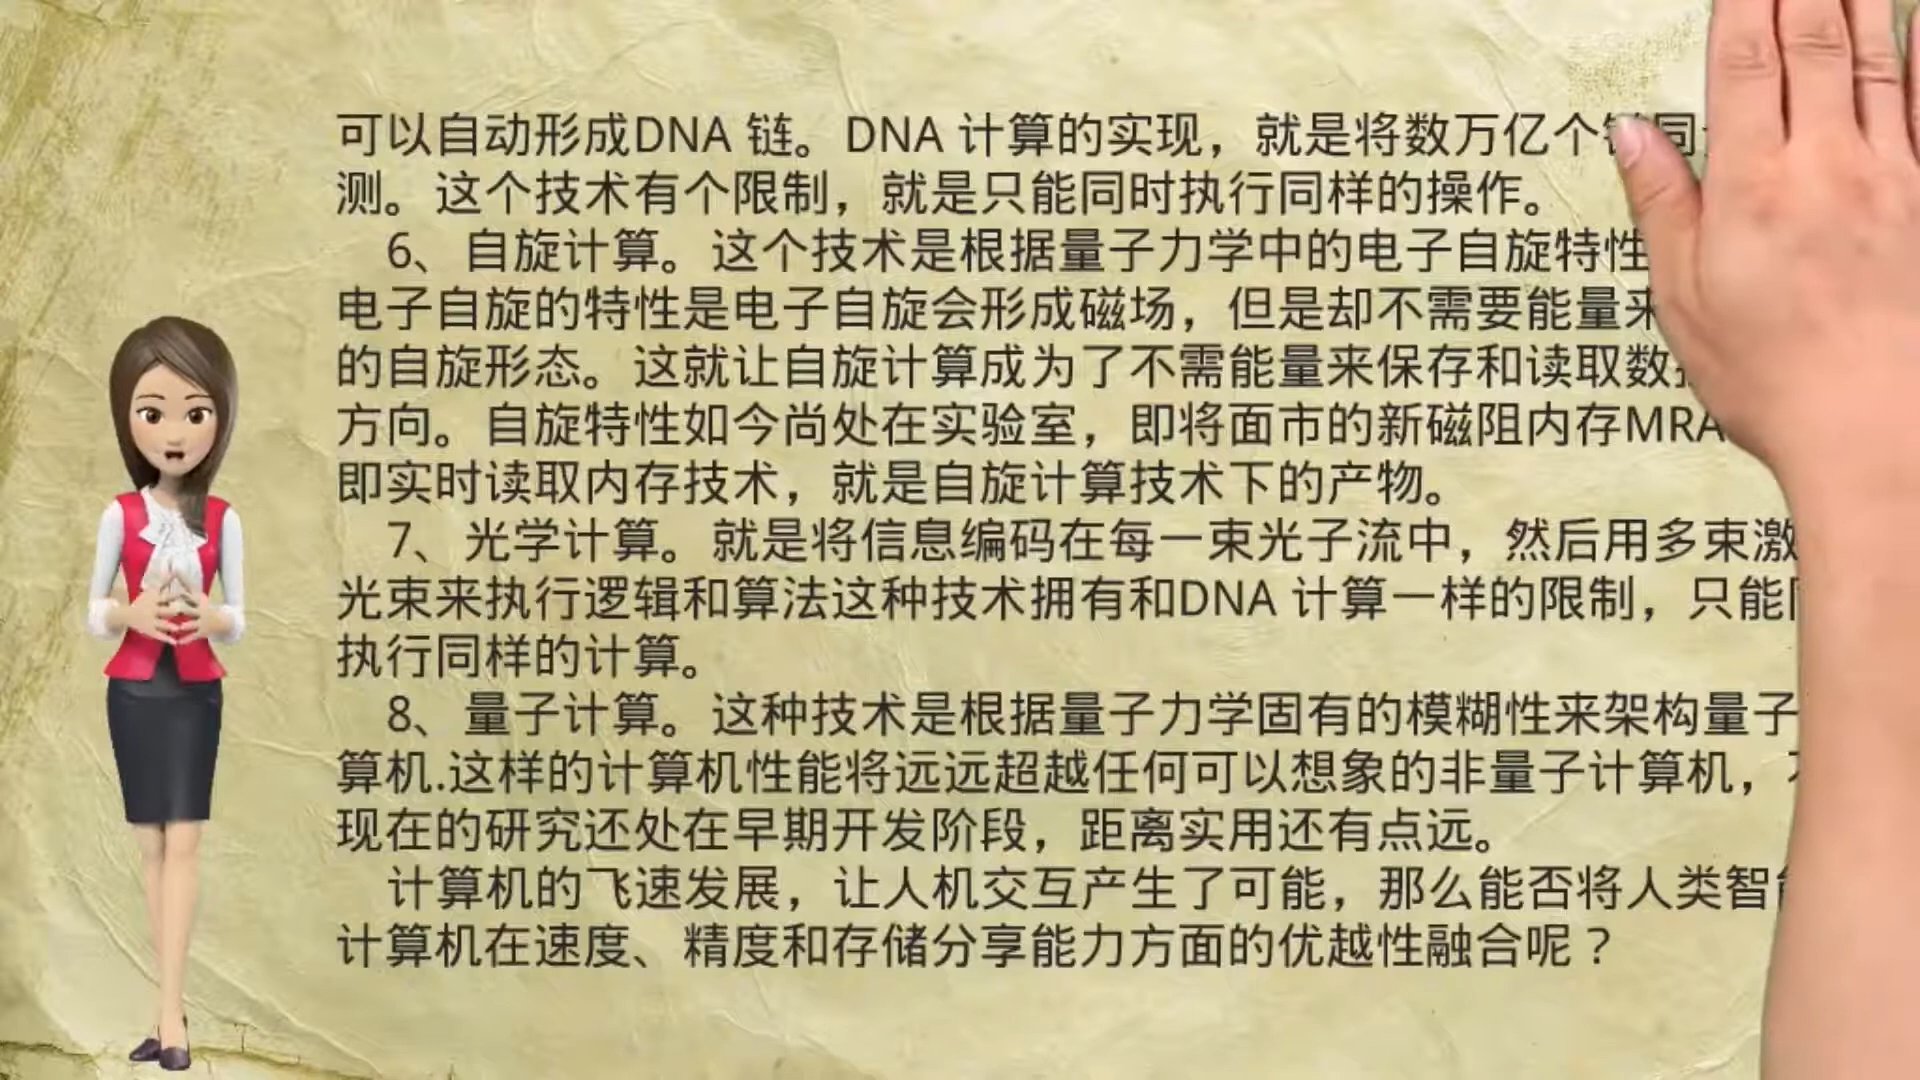 可以自动形成DNA 链。DNA 计算的实现，就是将数万亿个链同
测。这个技术有个限制，就是只能同时执行同样的操作。
6、自旋计算。这个技术是根据量子力学中的电子自旋特性
电子自旋的特性是电子自旋会形成磁场，但是却不需要能量来
的自旋形态。这就让自旋计算成为了不需能量来保存和读取数据
方向。自旋特性如今尚处在实验室，即将面市的新磁阻内存MRA
即实时读取内存技术，就是自旋计算技术下的产物。
7、光学计算。就是将信息编码在每一束光子流中，然后用多束激
光束来执行逻辑和算法这种技术拥有和DNA 计算一样的限制，只能
执行同样的计算。
8、量子计算。这种技术是根据量子力学固有的模糊性来架构量子
算机.这样的计算机性能将远远超越任何可以想象的非量子计算机，
现在的研究还处在早期开发阶段，距离实用还有点远。
计算机的飞速发展，让人机交互产生了可能，那么能否将人类智能
计算机在速度、精度和存储分享能力方面的优越性融合呢？